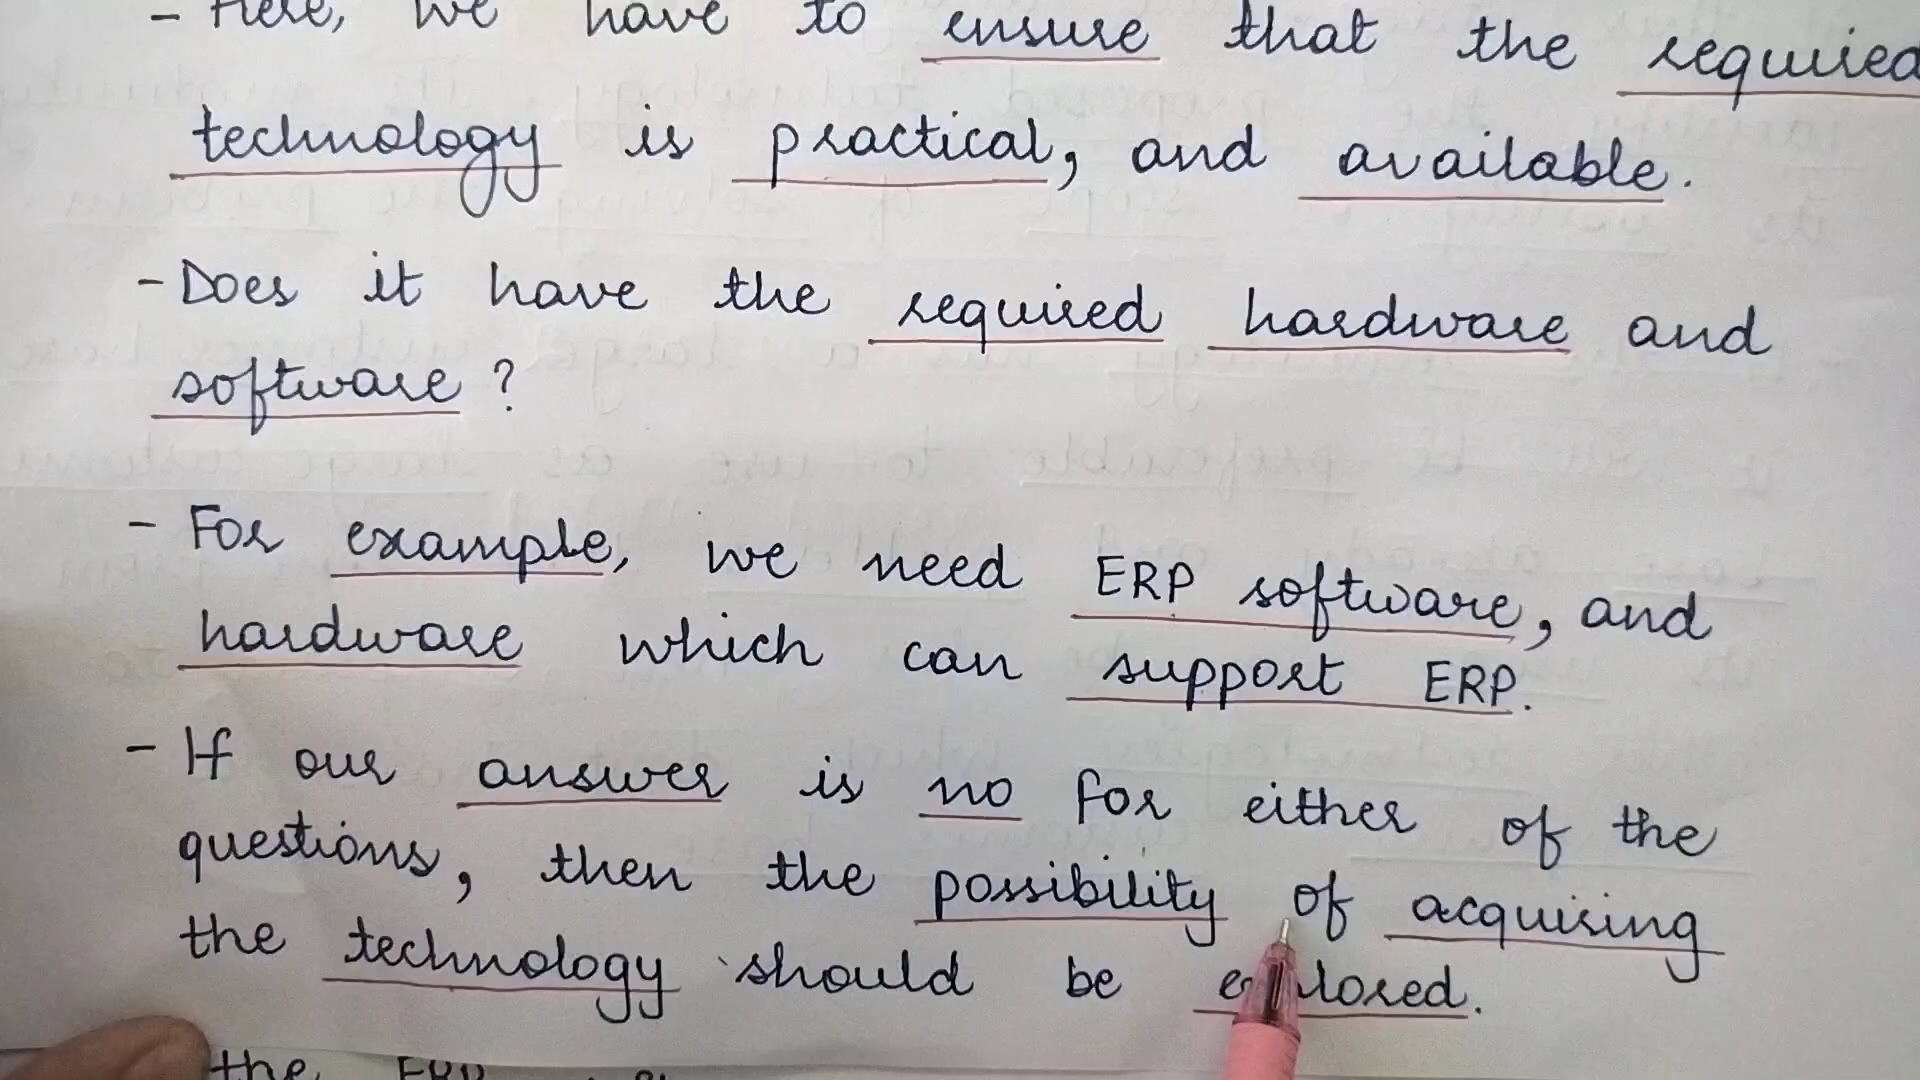 - Here, we have to ensure that the required
technology is practical, and available.
- Does it have the required hardware and
software ?
- For example, we need ERP software, and
hardware which can support ERP.
- If our answer is no for either of the
questions, then the possibility of acquiring
the technology should be explored.
the ERP